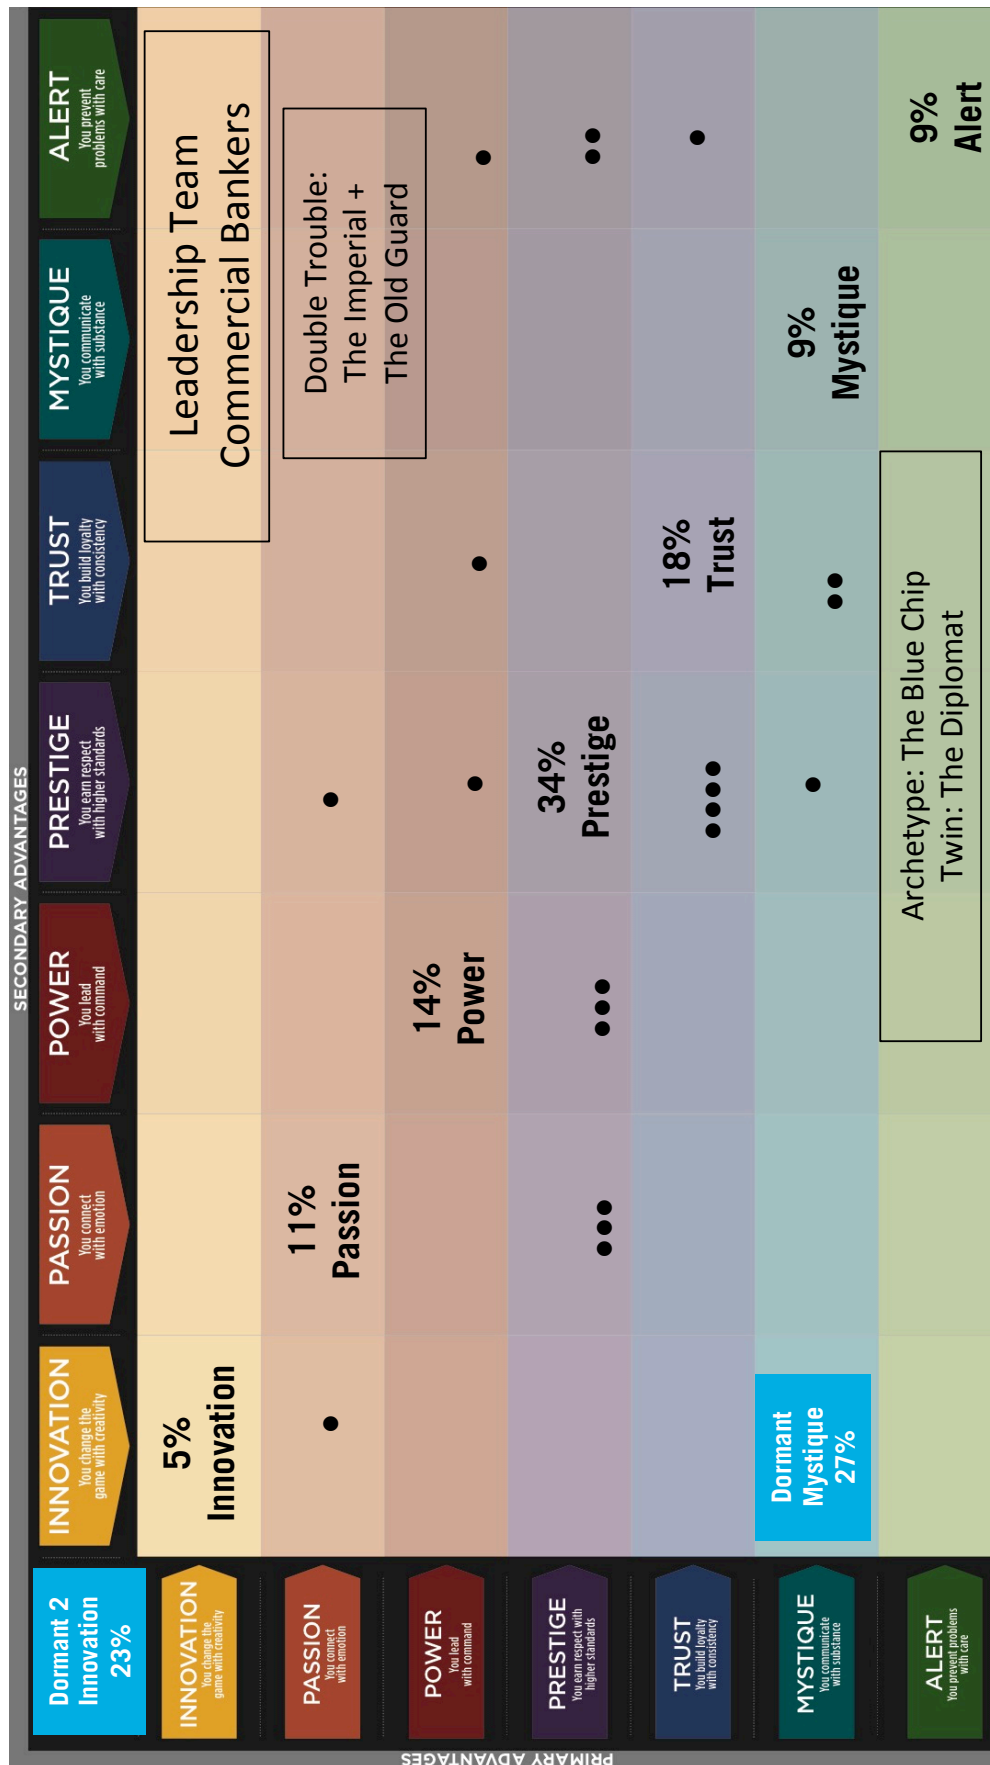 SECONDARY ADVANTAGES
Dormant 2
Innovation
23%
INNOVATION
You change the
game with creativity
PASSION
You connect
with emotion
POWER
You lead
with command
PRESTIGE
You earn respect
with higher standards
TRUST
You build loyalty
with consistency
MYSTIQUE
You communicate
with substance
ALERT
You prevent
problems with care
PRIMARY ADVANTAGES
INNOVATION
You change the
game with creativity
5%
Innovation
Leadership Team
Commercial Bankers
PASSION
You connect
with emotion
11%
Passion
Double Trouble:
The Imperial +
The Old Guard
POWER
You lead
with command
14%
Power
PRESTIGE
You earn respect with
higher standards
34%
Prestige
TRUST
You build loyalty
with consistency
18%
Trust
MYSTIQUE
You communicate
with substance
Dormant
Mystique
27%
9%
Mystique
ALERT
You prevent problems
with care
Archetype: The Blue Chip
Twin: The Diplomat
9%
Alert